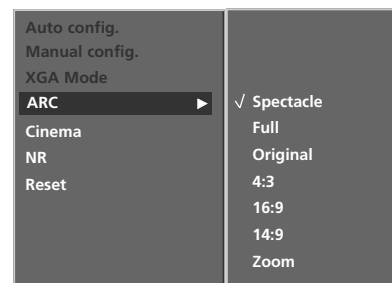 Auto config.
Manual config.
XGA Mode
ARC
Cinema
NR
Reset
√ Spectacle
Full
Original
4:3
16:9
14:9
Zoom